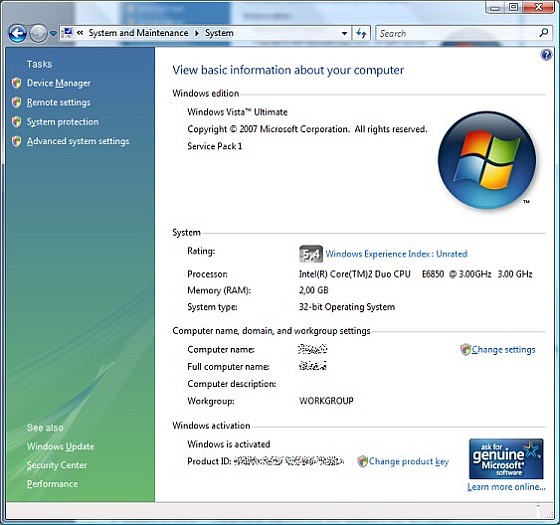 « System and Maintenance ▸ System
Search
Tasks
Device Manager
Remote settings
System protection
Advanced system settings
See also
Windows Update
Security Center
Performance
View basic information about your computer
Windows edition
Windows Vista™ Ultimate
Copyright © 2007 Microsoft Corporation. All rights reserved.
Service Pack 1
TM
System
Rating: 5,4 Windows Experience Index : Unrated
Processor: Intel(R) Core(TM)2 Duo CPU E6850 @ 3.00GHz 3.00 GHz
Memory (RAM): 2,00 GB
System type: 32-bit Operating System
Computer name, domain, and workgroup settings
Computer name: Change settings
Full computer name:
Computer description:
Workgroup: WORKGROUP
Windows activation
Windows is activated
Product ID: Change product key
ask for
genuine
Microsoft®
software
Learn more online...